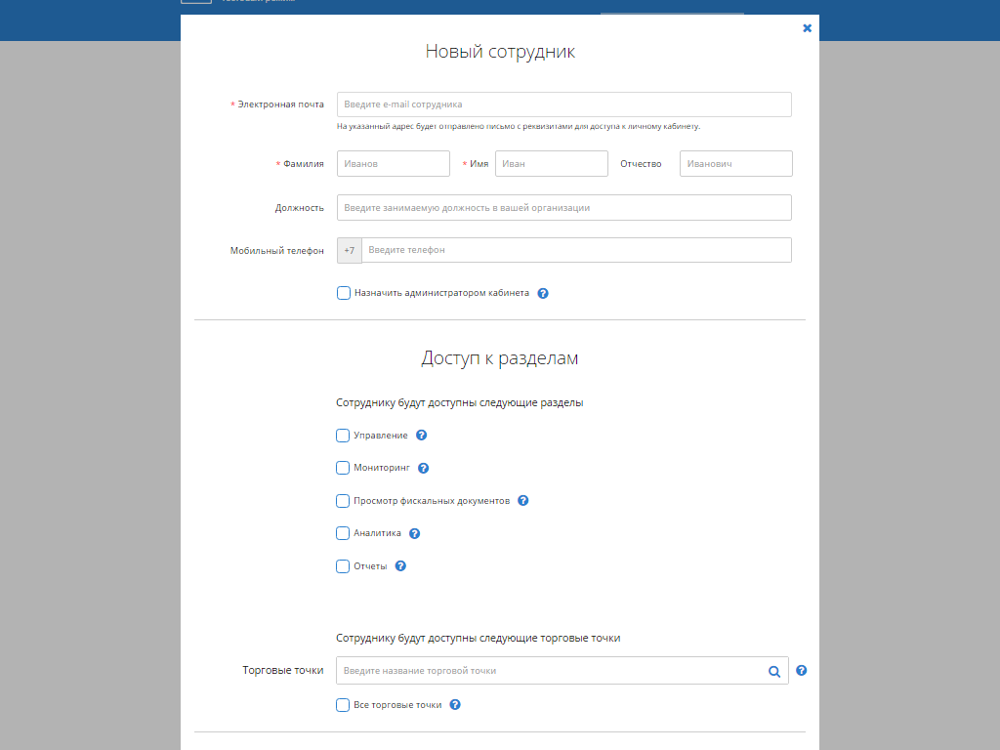 Новый сотрудник
* Электронная почта Введите e-mail сотрудника
На указанный адрес будет отправлено письмо с реквизитами для доступа к личному кабинету.
* Фамилия Иванов * Имя Иван Отчество Иванович
Должность Введите занимаемую должность в вашей организации
Мобильный телефон +7 Введите телефон
Назначить администратором кабинета ?
Доступ к разделам
Сотруднику будут доступны следующие разделы
Управление ?
Мониторинг ?
Просмотр фискальных документов ?
Аналитика ?
Отчеты ?
Сотруднику будут доступны следующие торговые точки
Торговые точки Введите название торговой точки ?
Все торговые точки ?